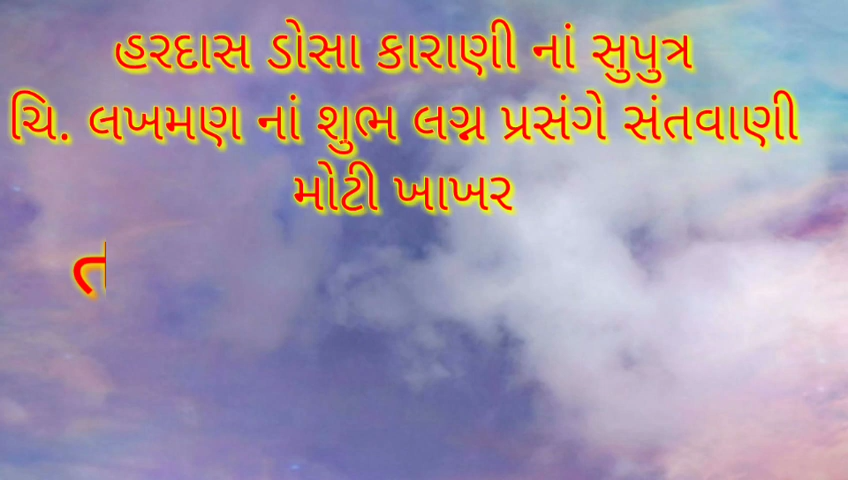 હરદાસ ડોસા કારાણી નાં સુપુત્ર
ચિ. લખમણ નાં શુભ લગ્ન પ્રસંગે સંતવાણી
મોટી ખાખર
ત